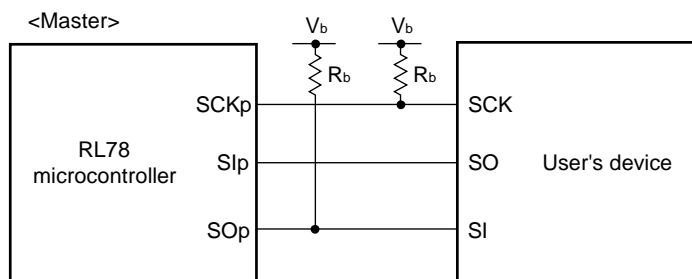 <Master>
Vb
Vb
Rb
Rb
SCKp
SCK
RL78
microcontroller
SIp
SO
User's device
SOp
SI